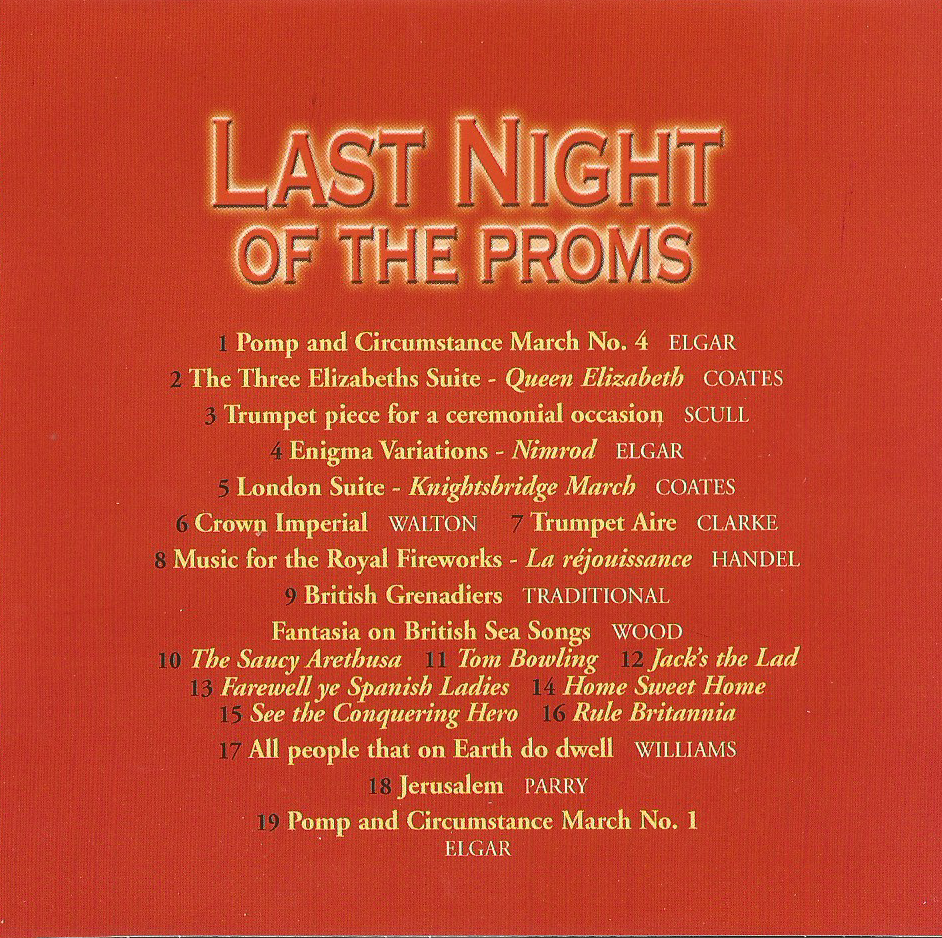 LAST NIGHT
OF THE PROMS
1 Pomp and Circumstance March No. 4 ELGAR
2 The Three Elizabeths Suite - Queen Elizabeth COATES
3 Trumpet piece for a ceremonial occasion SCULL
4 Enigma Variations - Nimrod ELGAR
5 London Suite - Knightsbridge March COATES
6 Crown Imperial WALTON 7 Trumpet Aire CLARKE
8 Music for the Royal Fireworks - La réjouissance HANDEL
9 British Grenadiers TRADITIONAL
Fantasia on British Sea Songs WOOD
10 The Saucy Arethusa 11 Tom Bowling 12 Jack's the Lad
13 Farewell ye Spanish Ladies 14 Home Sweet Home
15 See the Conquering Hero 16 Rule Britannia
17 All people that on Earth do dwell WILLIAMS
18 Jerusalem PARRY
19 Pomp and Circumstance March No. 1
ELGAR